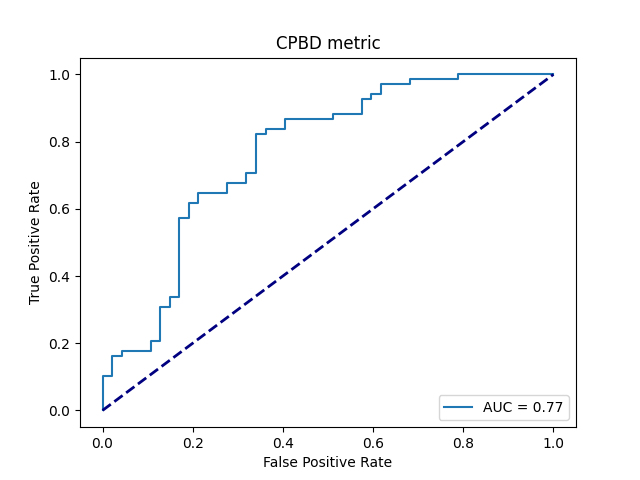 CPBD metric
1.0
0.8
0.6
0.4
0.2
0.0
True Positive Rate
0.0 0.2 0.4 0.6 0.8 1.0
False Positive Rate
AUC = 0.77